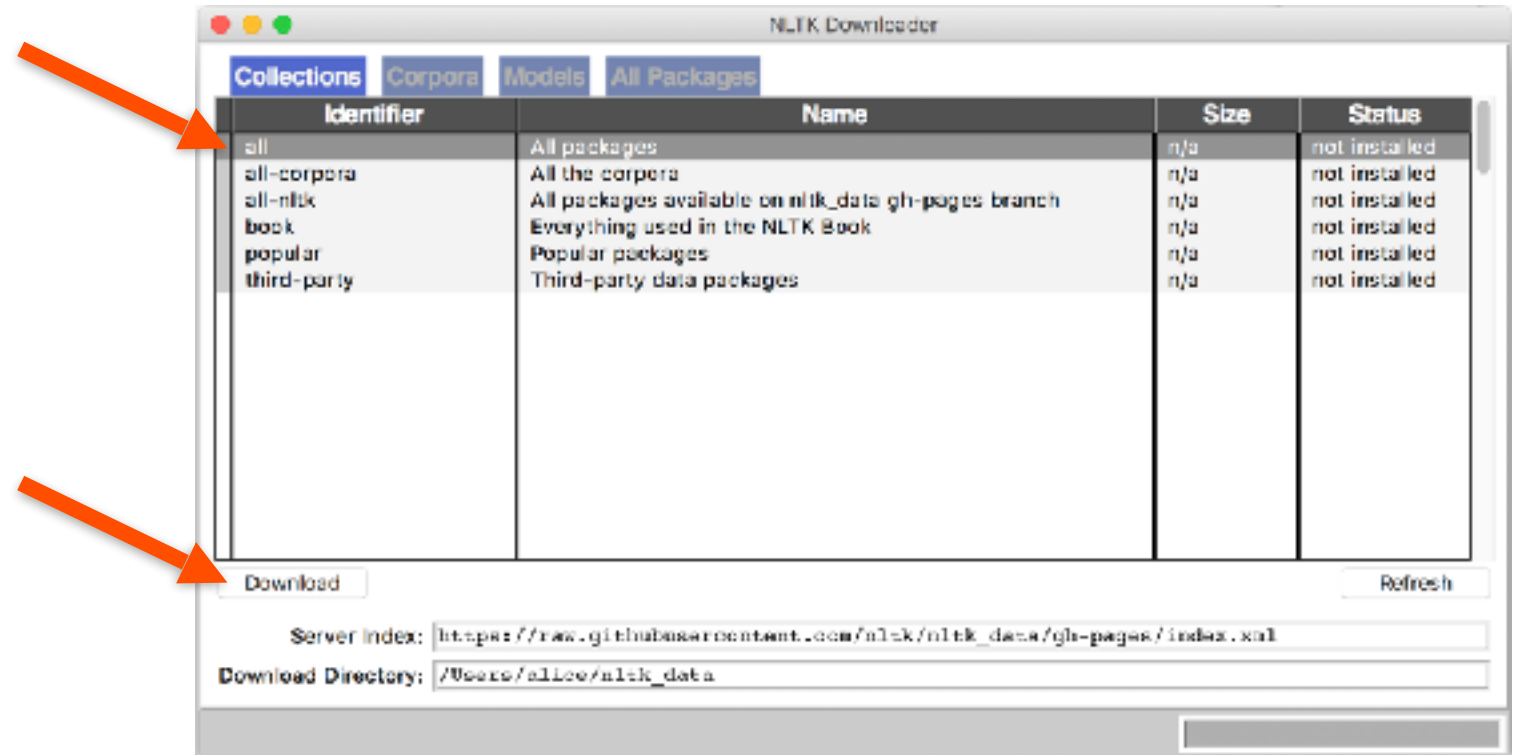 NLTK Downloader
Collections Corpora Models All Packages
Identifier Name Size Status
all All packages n/a not installed
all-corpora All the corpora n/a not installed
all-nltk All packages available on nltk_data gh-pages branch n/a not installed
book Everything used in the NLTK Book n/a not installed
popular Popular packages n/a not installed
third-party Third-party data packages n/a not installed
Download Refresh
Server Index: https://raw.githubusercontent.com/nltk/nltk_data/gh-pages/index.xml
Download Directory: /Users/alice/nltk_data